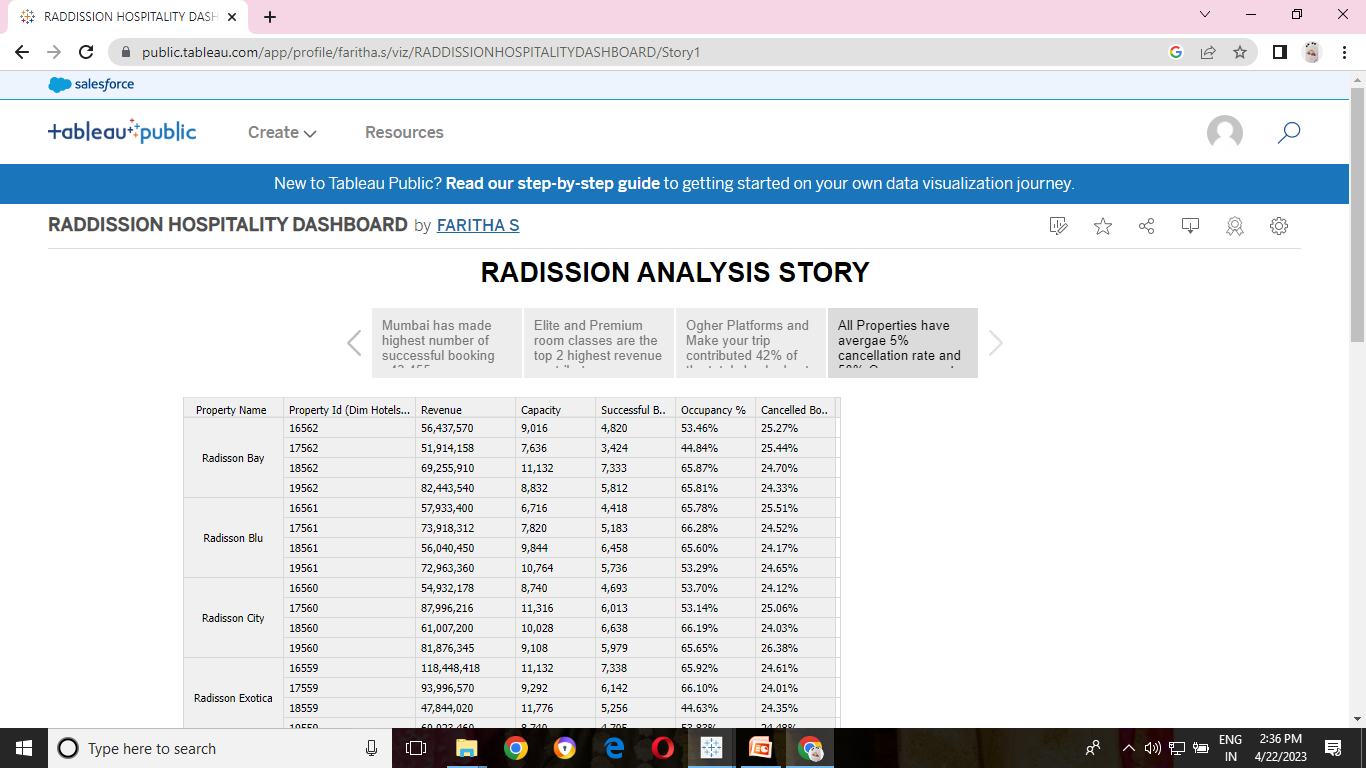 RADDISSION HOSPITALITY DASH
public.tableau.com/app/profile/faritha.s/viz/RADDISSIONHOSPITALITYDASHBOARD/Story1
salesforce
+ableau+public Create Resources
New to Tableau Public? Read our step-by-step guide to getting started on your own data visualization journey.
RADDISSION HOSPITALITY DASHBOARD by FARITHA S
RADISSION ANALYSIS STORY
Mumbai has made
highest number of
successful booking
Elite and Premium
room classes are the
top 2 highest revenue
Ogher Platforms and
Make your trip
contributed 42% of
All Properties have
avergae 5%
cancellation rate and
Property Name Property Id (Dim Hotels... Revenue Capacity Successful B.. Occupancy % Cancelled Bo..
Radisson Bay
16562 56,437,570 9,016 4,820 53.46% 25.27%
17562 51,914,158 7,636 3,424 44.84% 25.44%
18562 69,255,910 11,132 7,333 65.87% 24.70%
19562 82,443,540 8,832 5,812 65.81% 24.33%
Radisson Blu
16561 57,933,400 6,716 4,418 65.78% 25.51%
17561 73,918,312 7,820 5,183 66.28% 24.52%
18561 56,040,450 9,844 6,458 65.60% 24.17%
19561 72,963,360 10,764 5,736 53.29% 24.65%
Radisson City
16560 54,932,178 8,740 4,693 53.70% 24.12%
17560 87,996,216 11,316 6,013 53.14% 25.06%
18560 61,007,200 10,028 6,638 66.19% 24.03%
19560 81,876,345 9,108 5,979 65.65% 26.38%
Radisson Exotica
16559 118,448,418 11,132 7,338 65.92% 24.61%
17559 93,996,570 9,292 6,142 66.10% 24.01%
18559 47,844,020 11,776 5,256 44.63% 24.35%
Type here to search
ENG
IN
2:36 PM
4/22/2023